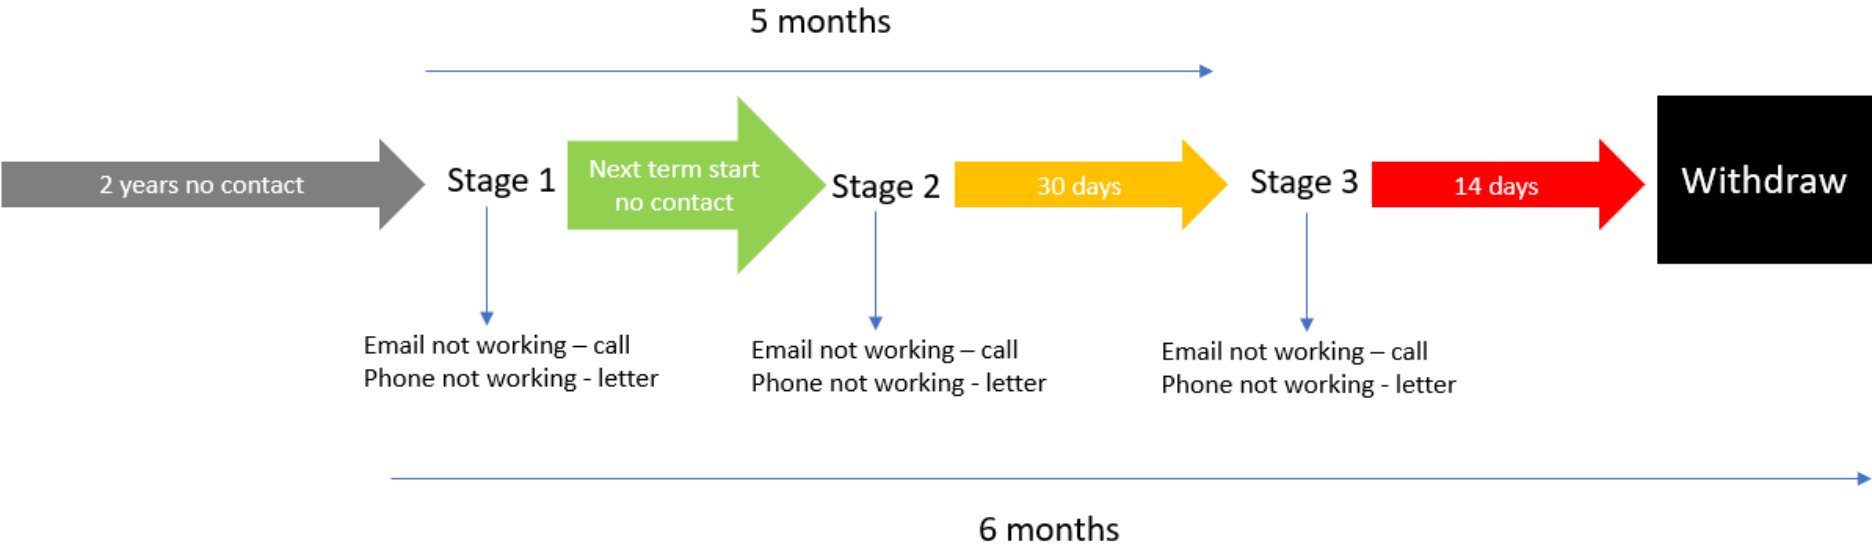 5 months
2 years no contact
Stage 1
Next term start
no contact
Stage 2
30 days
Stage 3
14 days
Withdraw
Email not working – call
Phone not working - letter
Email not working – call
Phone not working - letter
Email not working – call
Phone not working - letter
6 months